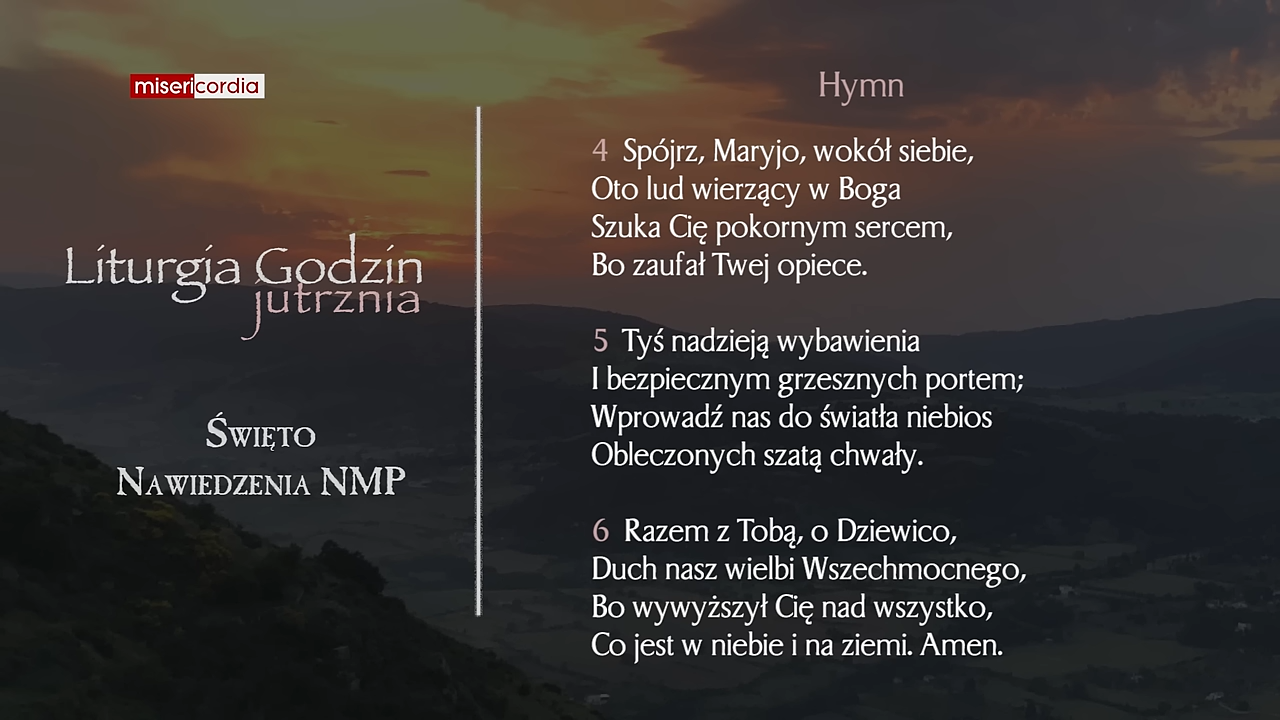 misericordia
Liturgia Godzin
jutrznia
Święto
Nawiedzenia NMP
Hymn
4 Spójrz, Maryjo, wokół siebie,
Oto lud wierzący w Boga
Szuka Cię pokornym sercem,
Bo zaufał Twej opiece.
5 Tyś nadzieją wybawienia
I bezpiecznym grzesznych portem;
Wprowadź nas do światła niebios
Obleczonych szatą chwały.
6 Razem z Tobą, o Dziewico,
Duch nasz wielbi Wszechmocnego,
Bo wywyższył Cię nad wszystko,
Co jest w niebie i na ziemi. Amen.